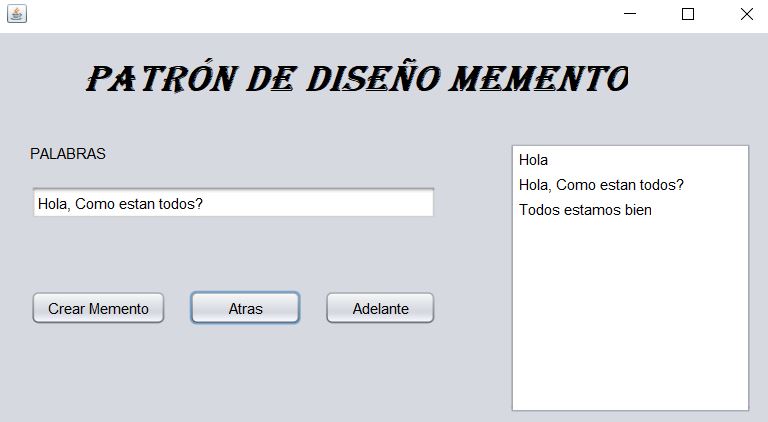 PATRÓN DE DISEÑO MEMENTO
PALABRAS
Hola, Como estan todos?
Crear Memento
Atras
Adelante
Hola
Hola, Como estan todos?
Todos estamos bien